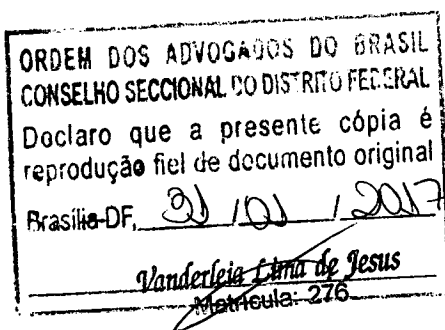 ORDEM DOS ADVOGADOS DO BRASIL
CONSELHO SECCIONAL DO DISTRITO FEDERAL
Declaro que a presente cópia é
reprodução fiel de documento original
Brasília-DF, 31 / 01 / 2017
Vanderleia Lima de Jesus
Matrícula: 276